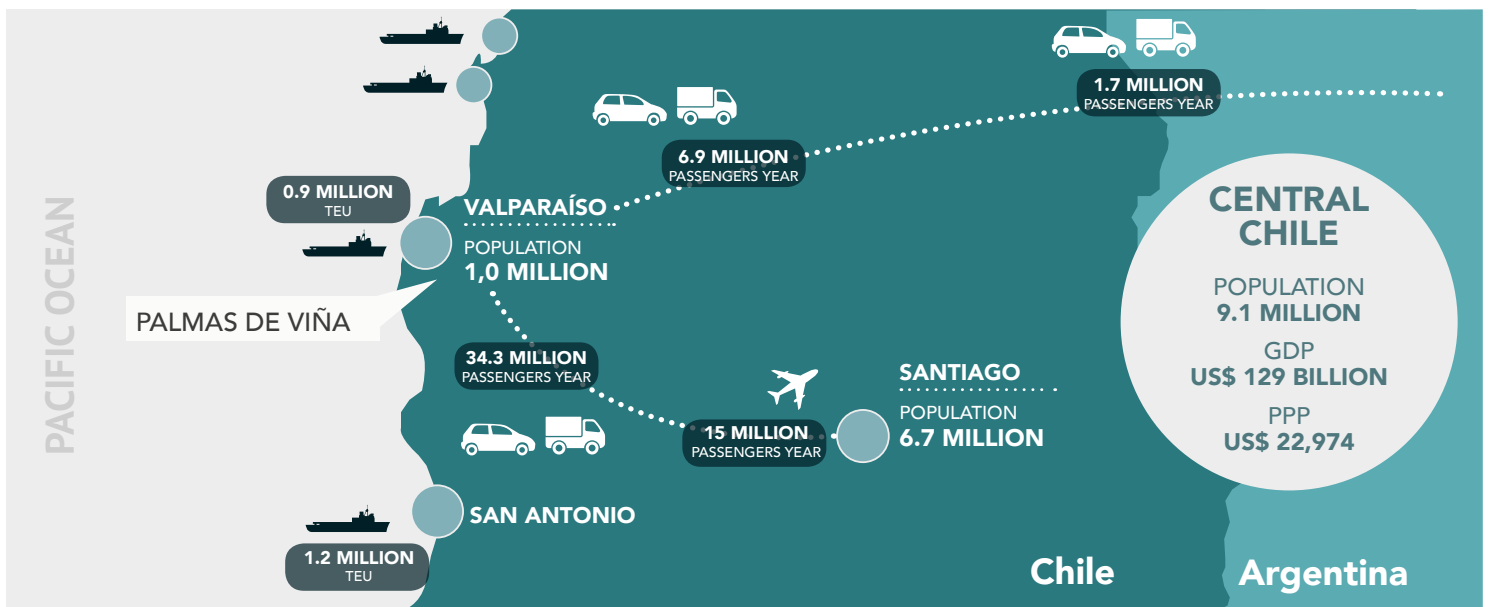 1.7 MILLION
PASSENGERS YEAR
6.9 MILLION
PASSENGERS YEAR
0.9 MILLION
TEU
VALPARAÍSO
POPULATION
1,0 MILLION
PALMAS DE VIÑA
PACIFIC OCEAN
34.3 MILLION
PASSENGERS YEAR
15 MILLION
PASSENGERS YEAR
SANTIAGO
POPULATION
6.7 MILLION
CENTRAL
CHILE
POPULATION
9.1 MILLION
GDP
US$ 129 BILLION
PPP
US$ 22,974
SAN ANTONIO
1.2 MILLION
TEU
Chile
Argentina